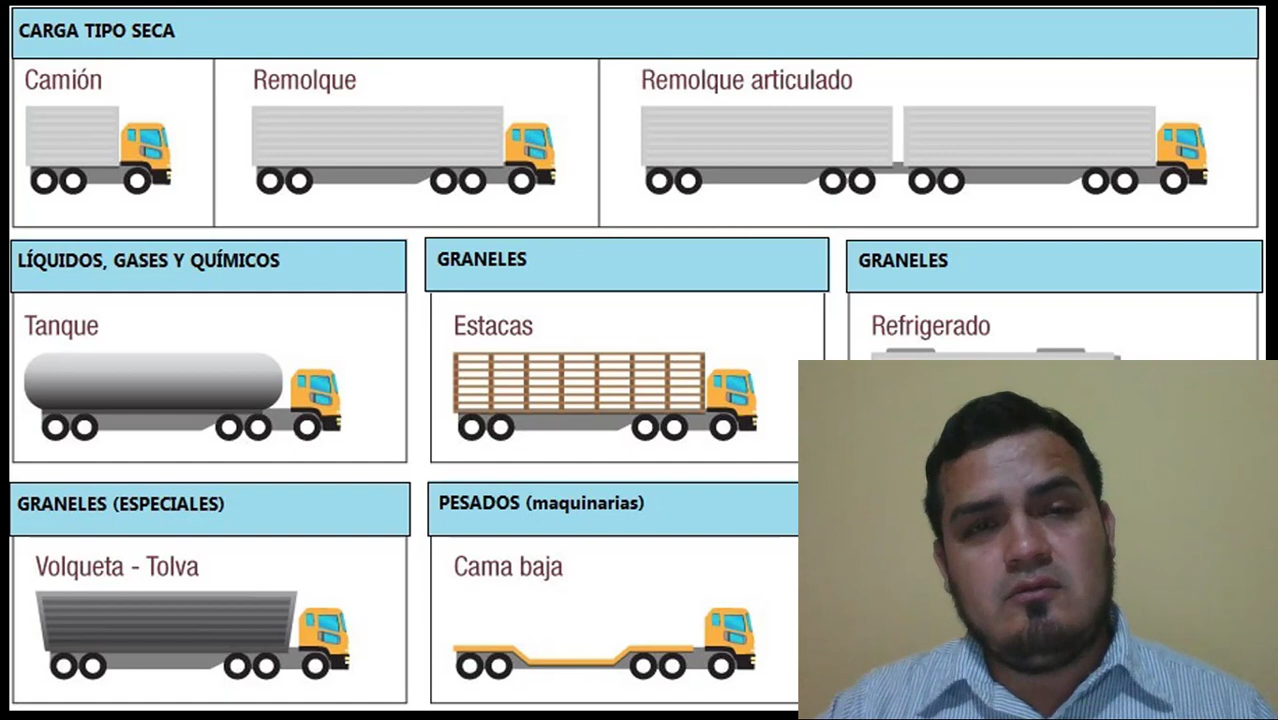 CARGA TIPO SECA
Camión
Remolque
Remolque articulado
LÍQUIDOS, GASES Y QUÍMICOS
GRANELES
GRANELES
Tanque
Estacas
Refrigerado
GRANELES (ESPECIALES)
PESADOS (maquinarias)
Volqueta - Tolva
Cama baja